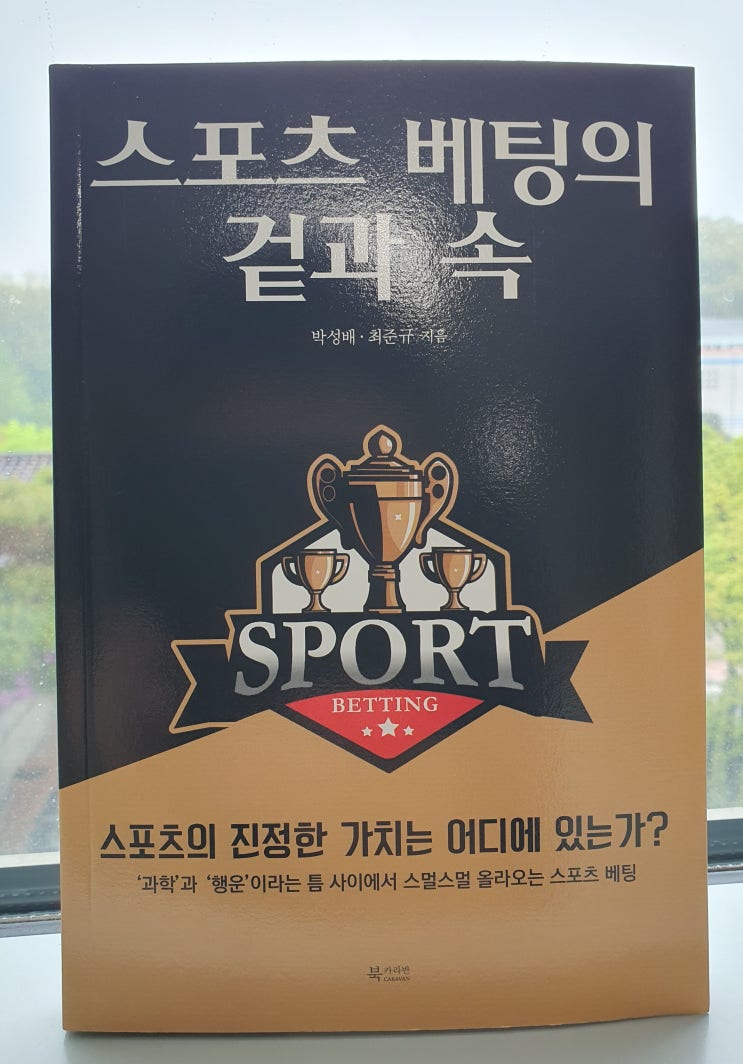 스포츠 베팅의
겉과 속
박성배 · 최준규 지음
SPORT
BETTING
스포츠의 진정한 가치는 어디에 있는가?
‘과학’과 ‘행운’이라는 틈 사이에서 스멀스멀 올라오는 스포츠 베팅
북카라반
CARAVAN